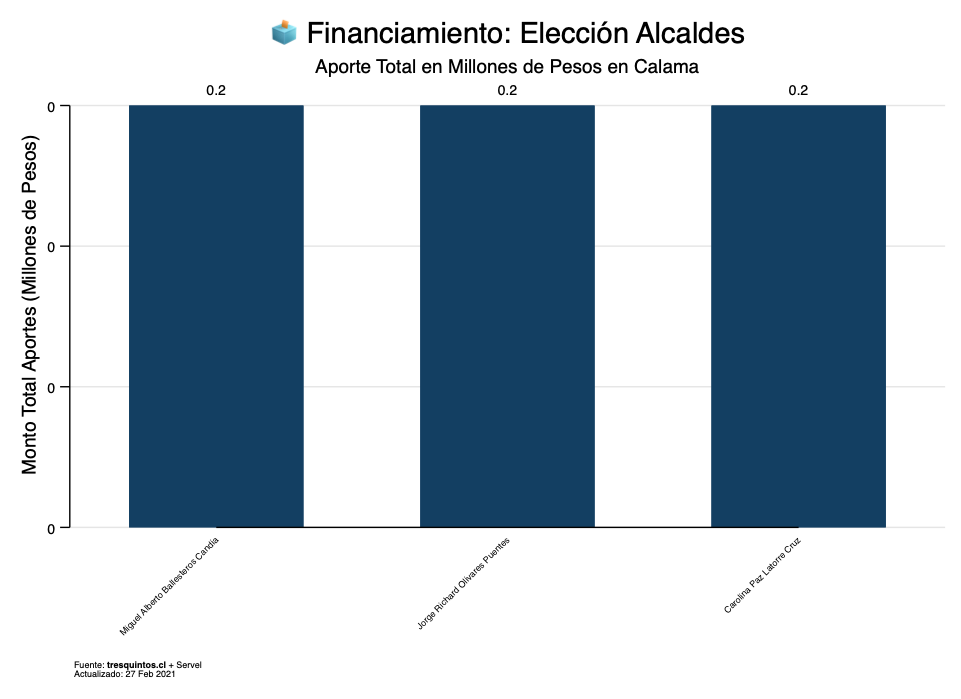 Financiamiento: Elección Alcaldes
Aporte Total en Millones de Pesos en Calama
0.2
0.2
0.2
Monto Total Aportes (Millones de Pesos)
0
0
0
0
Miguel Alberto Ballesteros Candia
Jorge Richard Olivares Puentes
Carolina Paz Latorre Cruz
Fuente: tresquintos.cl + Servel
Actualizado: 27 Feb 2021